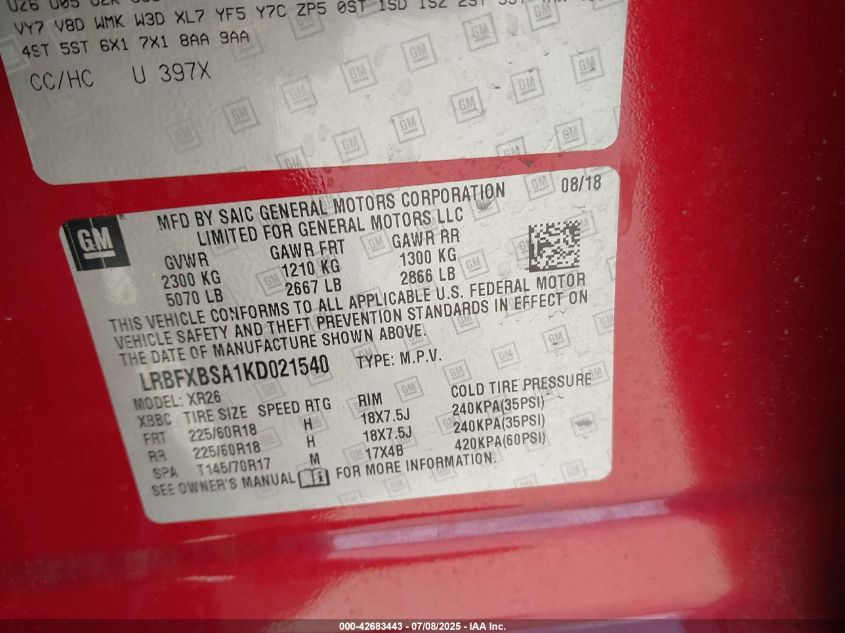 VY7 V8D WMK W3D XL7 YF5 Y7C ZP5 0ST 1SD 1SZ 2ST
4ST 5ST 6X1 7X1 8AA 9AA
CC/HC U 397X
GM
08/18
MFD BY SAIC GENERAL MOTORS CORPORATION
LIMITED FOR GENERAL MOTORS LLC
GVWR GAWR FRT GAWR RR
2300 KG 1210 KG 1300 KG
5070 LB 2667 LB 2866 LB
THIS VEHICLE CONFORMS TO ALL APPLICABLE U.S. FEDERAL MOTOR
VEHICLE SAFETY AND THEFT PREVENTION STANDARDS IN EFFECT ON
THE DATE OF MANUFACTURE SHOWN ABOVE.
LRBFXBSA1KD021540 TYPE: M.P.V.
MODEL: XR26
XBBC TIRE SIZE SPEED RTG RIM COLD TIRE PRESSURE
FRT 225/60R18 H 18X7.5J 240KPA(35PSI)
RR 225/60R18 H 18X7.5J 240KPA(35PSI)
SPA T145/70R17 M 17X4B 420KPA(60PSI)
SEE OWNER'S MANUAL FOR MORE INFORMATION.
000-42683443 - 07/08/2025 - IAA Inc.